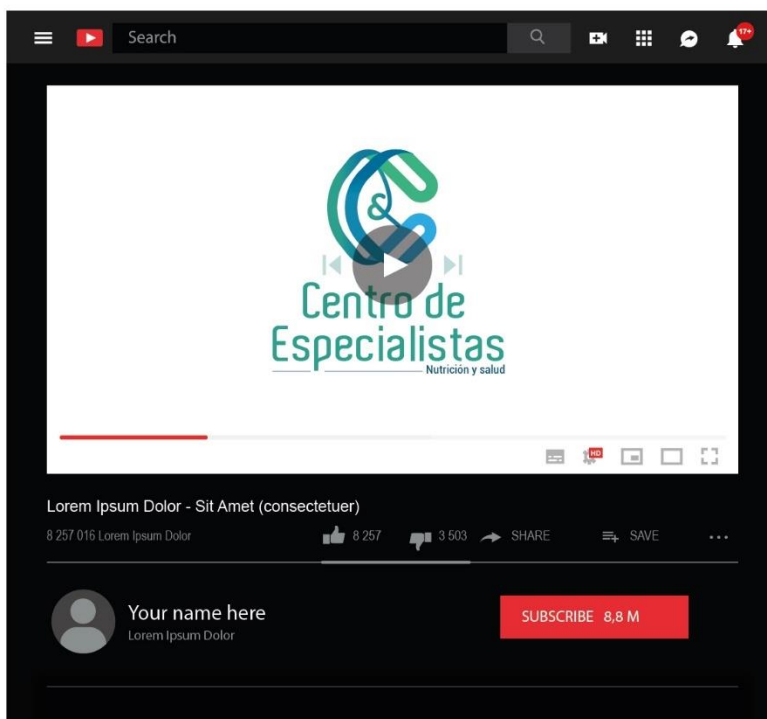 Search
17+
&
Centro de
Especialistas
Nutrición y salud
HD
Lorem Ipsum Dolor - Sit Amet (consectetuer)
8 257 016 Lorem Ipsum Dolor
8 257
3 503
SHARE
SAVE
Your name here
Lorem Ipsum Dolor
SUBSCRIBE 8,8 M